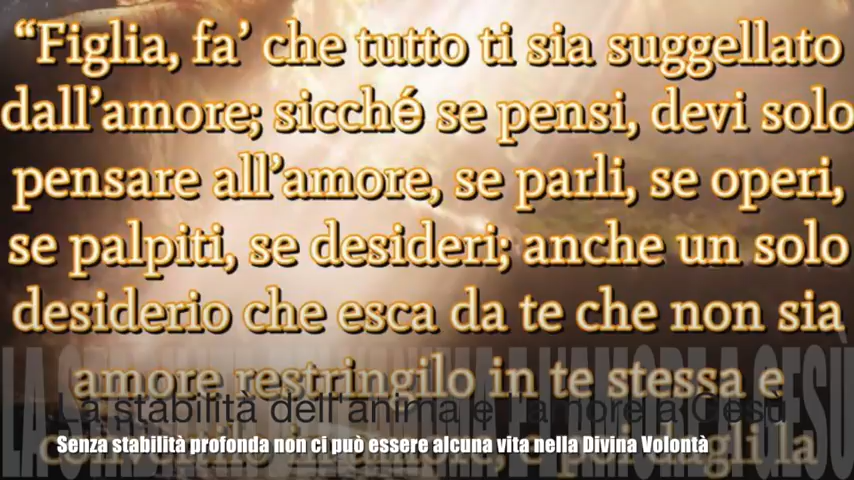 “Figlia, fa’ che tutto ti sia suggellato
dall’amore; sicché se pensi, devi solo
pensare all’amore, se parli, se operi,
se palpiti, se desideri; anche un solo
desiderio che esca da te che non sia
amore restringilo in te stessa e
La stabilità dell'anima e l'amore a Gesù
Senza stabilità profonda non ci può essere alcuna vita nella Divina Volontà